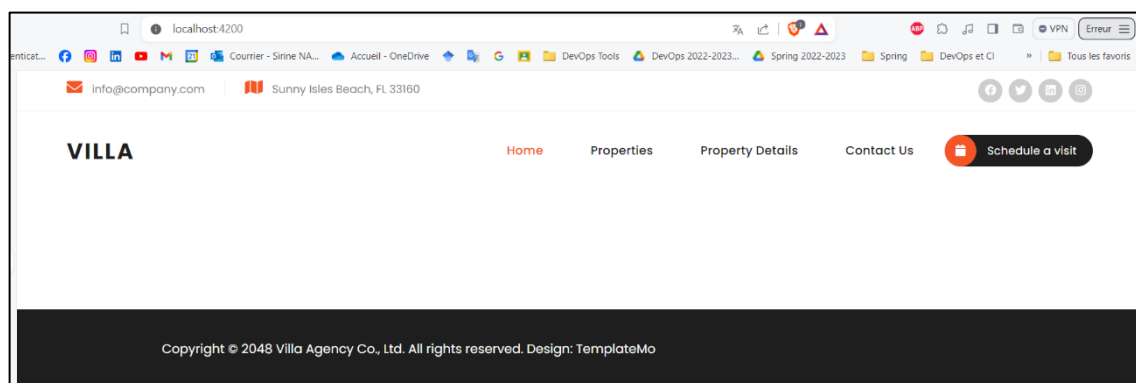 localhost:4200
ABP VPN Erreur
enticat... Courrier - Sirine NA... Accueil - OneDrive DevOps Tools DevOps 2022-2023... Spring 2022-2023 Spring DevOps et CI » Tous les favoris
info@company.com Sunny Isles Beach, FL 33160
VILLA Home Properties Property Details Contact Us Schedule a visit
Copyright © 2048 Villa Agency Co., Ltd. All rights reserved. Design: TemplateMo